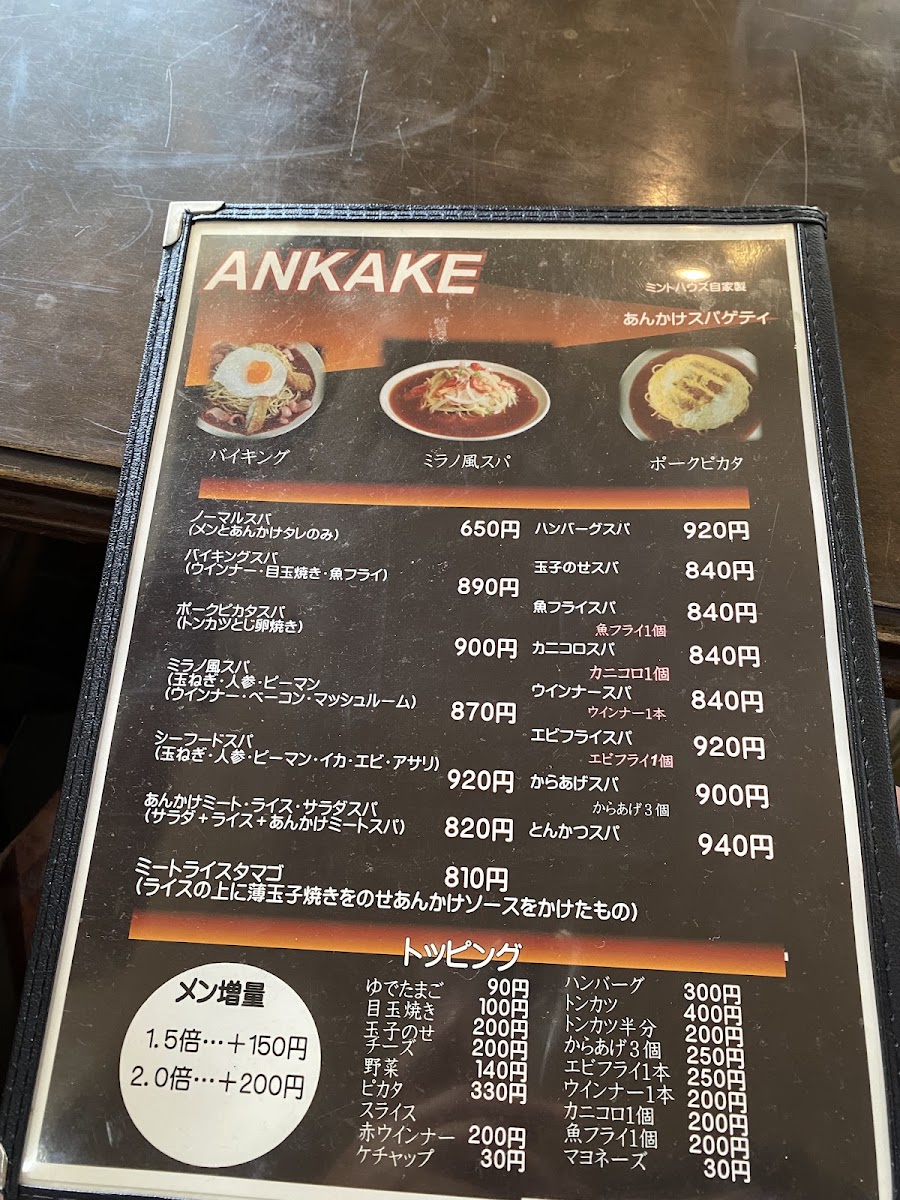 ANKAKE
ミントハウス自家製
あんかけスパゲティ
バイキング
ミラノ風スパ
ポークピカタ
ノーマルスパ
(メンとあんかけタレのみ) 650円
バイキングスパ
(ウインナー・目玉焼き・魚フライ)
890円
ポークピカタスパ
(トンカツとじ卵焼き)
900円
ミラノ風スパ
(玉ねぎ・人参・ピーマン
ウインナー・ベーコン・マッシュルーム)
870円
シーフードスパ
(玉ねぎ・人参・ピーマン・イカ・エビ・アサリ)
920円
あんかけミート・ライス・サラダスパ
(サラダ+ライス+あんかけミートスパ) 820円
ミートライスタマゴ 810円
(ライスの上に薄玉子焼きをのせあんかけソースをかけたもの)
ハンバーグスパ 920円
玉子のせスパ 840円
魚フライスパ 840円
魚フライ1個
カニコロスパ 840円
カニコロ1個
ウインナースパ 840円
ウインナー1本
エビフライスパ 920円
エビフライ1個
からあげスパ 900円
からあげ3個
とんかつスパ 940円
トッピング
メン増量
1.5倍…+150円
2.0倍…+200円
ゆでたまご 90円
目玉焼き 100円
玉子のせ 200円
チーズ 200円
野菜 140円
ピカタ 330円
スライス
赤ウインナー 200円
ケチャップ 30円
ハンバーグ 300円
トンカツ 400円
トンカツ半分 200円
からあげ3個 250円
エビフライ1本 250円
ウインナー1本 200円
カニコロ1個 200円
魚フライ1個 200円
マヨネーズ 30円